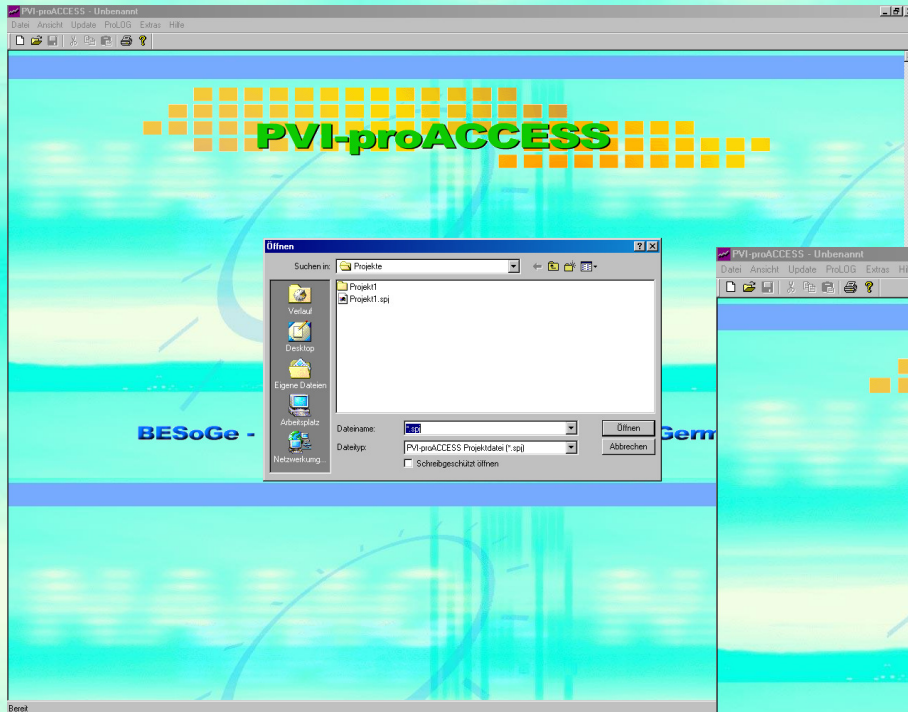 PVI-proACCESS - Unbenannt
Datei Ansicht Update ProLOG Extras Hilfe
PVI-proACCESS
Öffnen
Suchen in: Projekte
Projekt1
Projekt1.spj
Verlauf
Desktop
Eigene Dateien
Arbeitsplatz
Netzwerkumg...
Dateiname: *.spj
Öffnen
Dateityp: PVI-proACCESS Projektdatei (*.spj)
Abbrechen
Schreibgeschützt öffnen
BESoGe - Germ
Bereit
PVI-proACCESS - Unbenannt
Datei Ansicht Update ProLOG Extras Hil